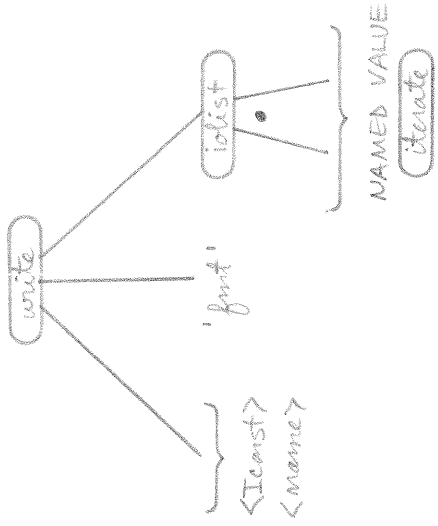 write
<Iconst>
<name>
'fmt'
iolist
NAMED VALUE
iterate